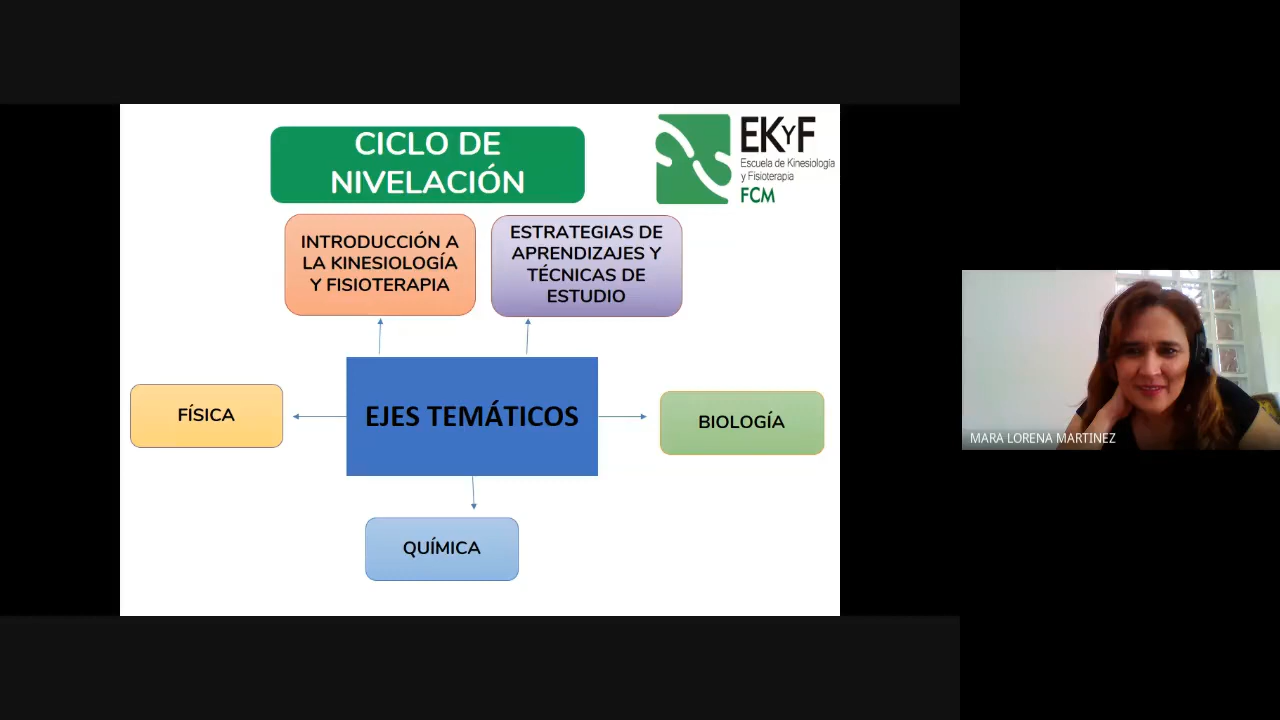 CICLO DE
NIVELACIÓN
EKYF
Escuela de Kinesiología
y Fisioterapia
FCM
INTRODUCCIÓN A
LA KINESIOLOGÍA
Y FISIOTERAPIA
ESTRATEGIAS DE
APRENDIZAJES Y
TÉCNICAS DE
ESTUDIO
FÍSICA
EJES TEMÁTICOS
BIOLOGÍA
QUÍMICA
MARA LORENA MARTINEZ